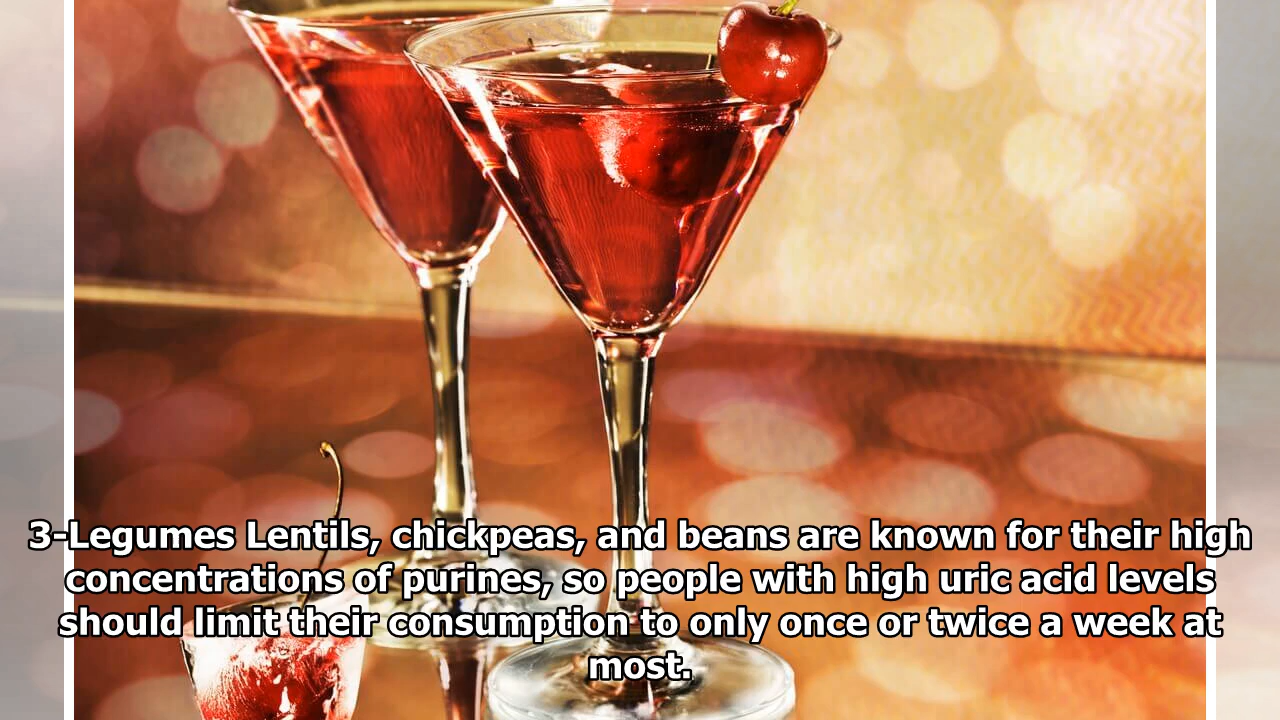 3-Legumes Lentils, chickpeas, and beans are known for their high
concentrations of purines, so people with high uric acid levels
should limit their consumption to only once or twice a week at
most.